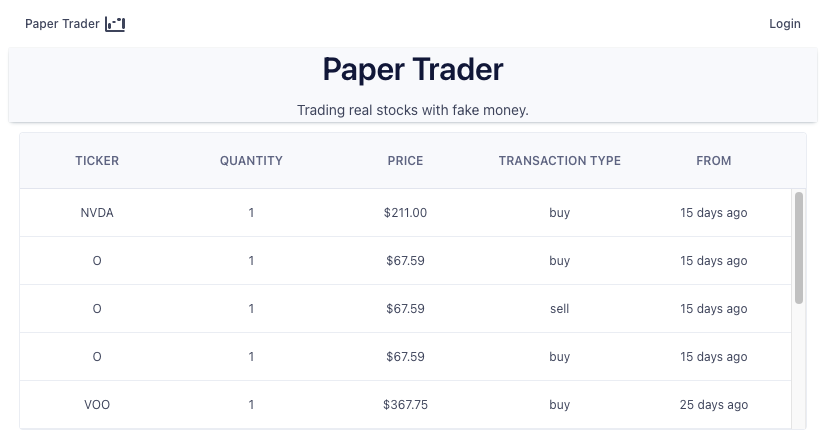 Paper Trader
Login
Paper Trader
Trading real stocks with fake money.
TICKER QUANTITY PRICE TRANSACTION TYPE FROM
NVDA 1 $211.00 buy 15 days ago
O 1 $67.59 buy 15 days ago
O 1 $67.59 sell 15 days ago
O 1 $67.59 buy 15 days ago
VOO 1 $367.75 buy 25 days ago